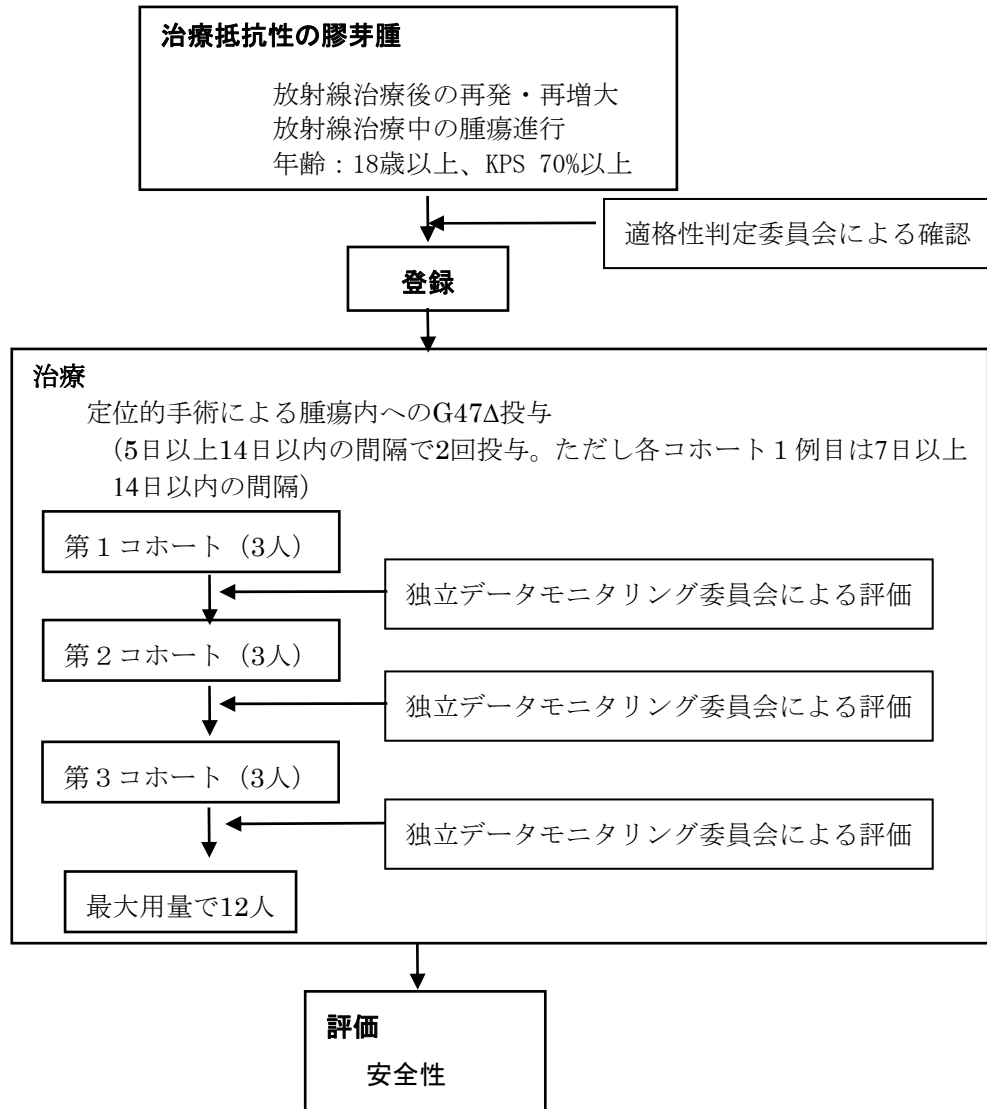 治療抵抗性の膠芽腫
放射線治療後の再発・再増大
放射線治療中の腫瘍進行
年齢：18歳以上、KPS 70%以上
適格性判定委員会による確認
登録
治療
定位的手術による腫瘍内へのG47Δ投与
(5日以上14日以内の間隔で2回投与。ただし各コホート１例目は7日以上
14日以内の間隔)
第１コホート（3人）
独立データモニタリング委員会による評価
第２コホート（3人）
独立データモニタリング委員会による評価
第３コホート（3人）
独立データモニタリング委員会による評価
最大用量で12人
評価
安全性